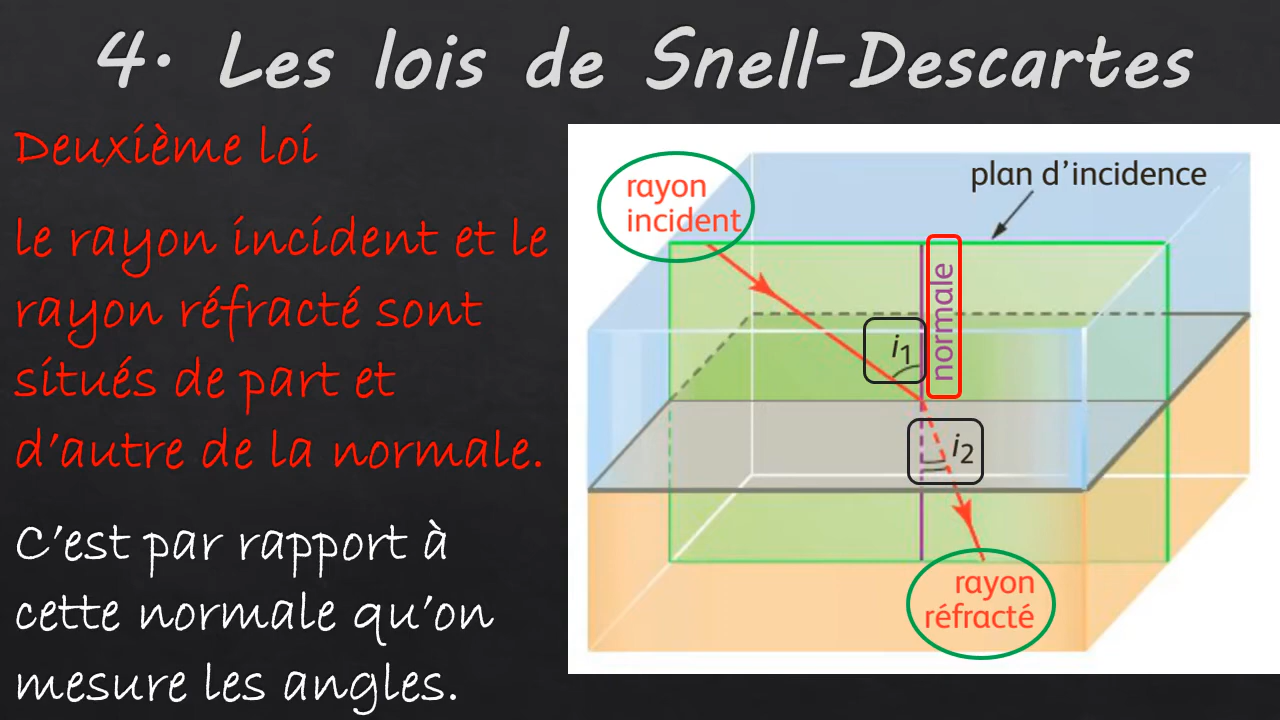 4. Les lois de Snell-Descartes
Deuxième loi
le rayon incident et le
rayon réfracté sont
situés de part et
d'autre de la normale.
C'est par rapport à
cette normale qu'on
mesure les angles.
rayon
incident
plan d'incidence
normale
i1
i2
rayon
réfracté